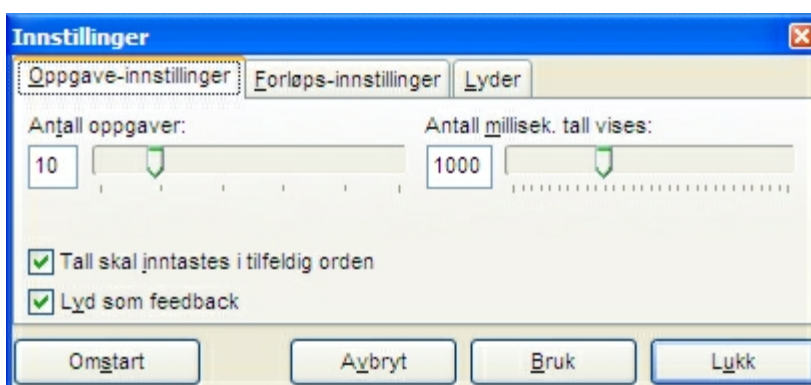 Innstillinger
Oppgave-innstillinger Forløps-innstillinger Lyder
Antall oppgaver: Antall millisek. tall vises:
10 1000
Tall skal inntastes i tilfeldig orden
Lyd som feedback
Omstart Avbryt Bruk Lukk